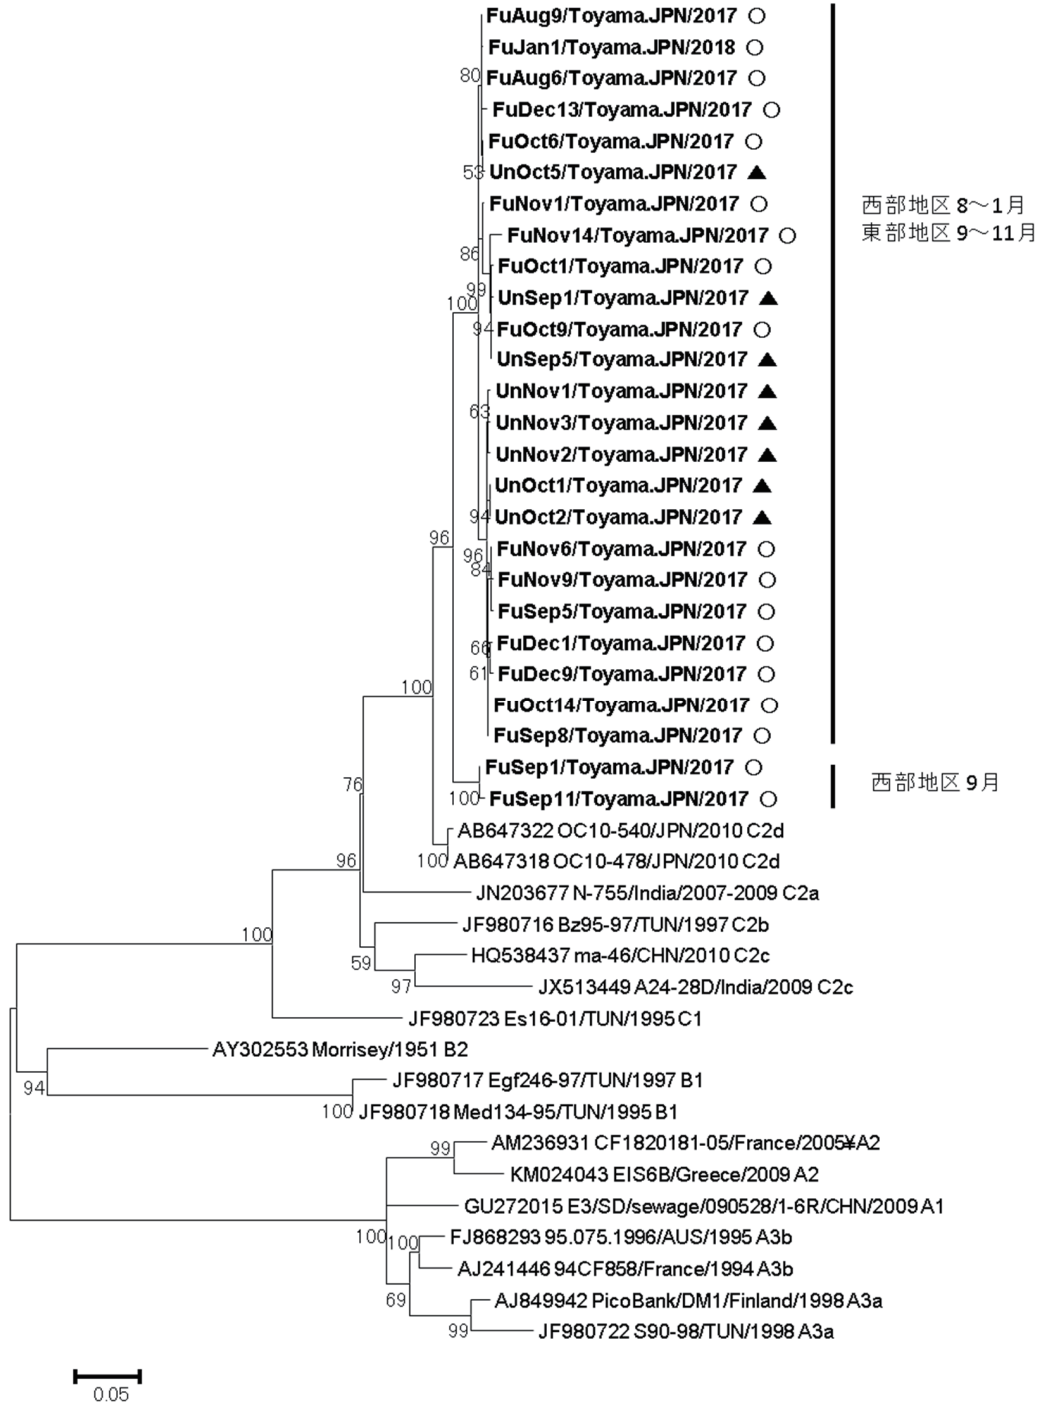 FuAug9/Toyama.JPN/2017 ○
FuJan1/Toyama.JPN/2018 ○
80
FuAug6/Toyama.JPN/2017 ○
FuDec13/Toyama.JPN/2017 ○
FuOct6/Toyama.JPN/2017 ○
53
UnOct5/Toyama.JPN/2017 ▲
FuNov1/Toyama.JPN/2017 ○
西部地区 8～1月
FuNov14/Toyama.JPN/2017 ○
東部地区 9～11月
86
FuOct1/Toyama.JPN/2017 ○
99
UnSep1/Toyama.JPN/2017 ▲
100
94
FuOct9/Toyama.JPN/2017 ○
UnSep5/Toyama.JPN/2017 ▲
UnNov1/Toyama.JPN/2017 ▲
63
UnNov3/Toyama.JPN/2017 ▲
UnNov2/Toyama.JPN/2017 ▲
UnOct1/Toyama.JPN/2017 ▲
94
UnOct2/Toyama.JPN/2017 ▲
96
96
FuNov6/Toyama.JPN/2017 ○
84
FuNov9/Toyama.JPN/2017 ○
FuSep5/Toyama.JPN/2017 ○
66
FuDec1/Toyama.JPN/2017 ○
61
FuDec9/Toyama.JPN/2017 ○
100
FuOct14/Toyama.JPN/2017 ○
FuSep8/Toyama.JPN/2017 ○
FuSep1/Toyama.JPN/2017 ○
西部地区 9月
76
100
FuSep11/Toyama.JPN/2017 ○
AB647322 OC10-540/JPN/2010 C2d
96
100
AB647318 OC10-478/JPN/2010 C2d
JN203677 N-755/India/2007-2009 C2a
JF980716 Bz95-97/TUN/1997 C2b
100
HQ538437 ma-46/CHN/2010 C2c
59
97
JX513449 A24-28D/India/2009 C2c
JF980723 Es16-01/TUN/1995 C1
AY302553 Morrisey/1951 B2
94
JF980717 Egf246-97/TUN/1997 B1
100
JF980718 Med134-95/TUN/1995 B1
99
AM236931 CF1820181-05/France/2005¥A2
KM024043 EIS6B/Greece/2009 A2
GU272015 E3/SD/sewage/090528/1-6R/CHN/2009 A1
100
100
FJ868293 95.075.1996/AUS/1995 A3b
AJ241446 94CF858/France/1994 A3b
69
AJ849942 PicoBank/DM1/Finland/1998 A3a
99
JF980722 S90-98/TUN/1998 A3a
0.05